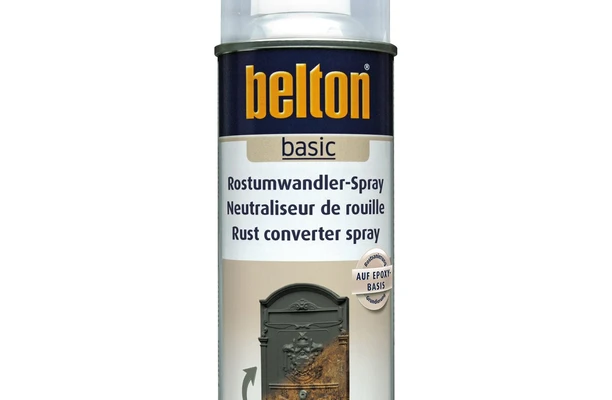 belton®
basic
Rostumwandler-Spray
Neutraliseur de rouille
Rust converter spray
AUF EPOXY-
BASIS